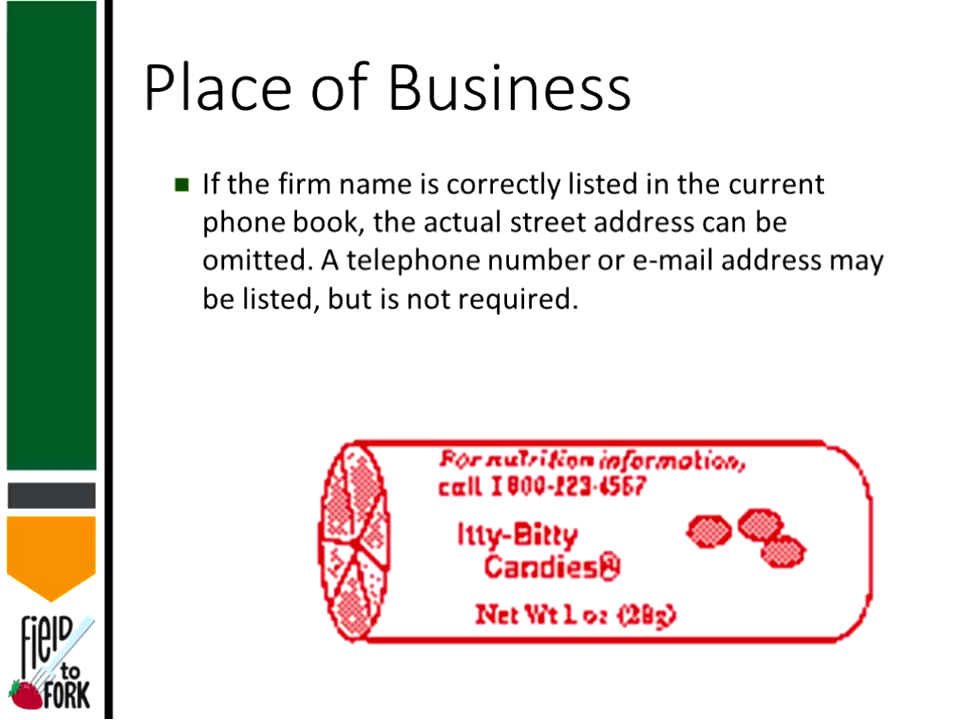 Place of Business
If the firm name is correctly listed in the current
phone book, the actual street address can be
omitted. A telephone number or e-mail address may
be listed, but is not required.
For nutrition information,
call 1 800-123-4567
Itty-Bitty
Candies®
Net Wt 1 oz (28g)
FIELD
to
FORK